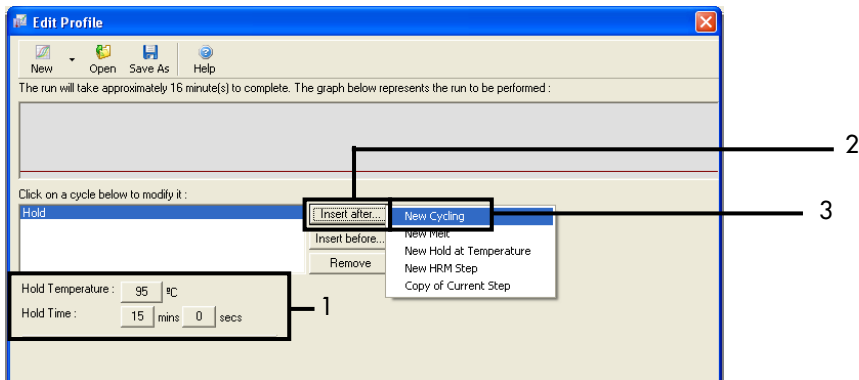 Edit Profile
New Open Save As Help
The run will take approximately 16 minute(s) to complete. The graph below represents the run to be performed :
2
Click on a cycle below to modify it :
Hold Insert after... New Cycling 3
Insert before... New Melt
New Hold at Temperature
Remove New HRM Step
Copy of Current Step
Hold Temperature : 95 ºC
1
Hold Time : 15 mins 0 secs